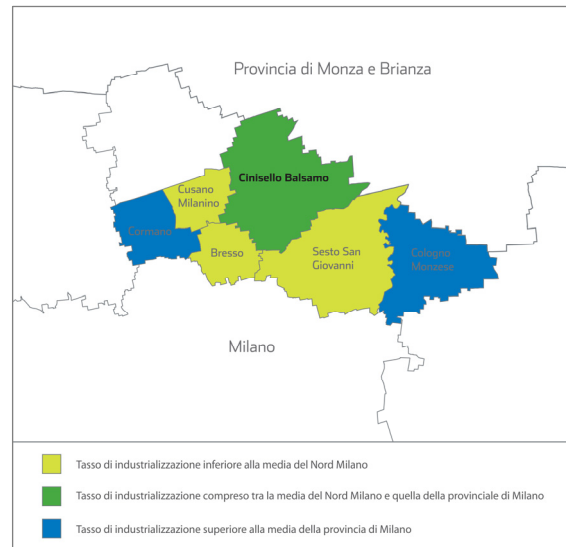 Provincia di Monza e Brianza
Cinisello Balsamo
Cusano
Milanino
Cormano
Bresso
Sesto San
Giovanni
Cologno
Monzese
Milano
Tasso di industrializzazione inferiore alla media del Nord Milano
Tasso di industrializzazione compreso tra la media del Nord Milano e quella della provinciale di Milano
Tasso di industrializzazione superiore alla media della provincia di Milano